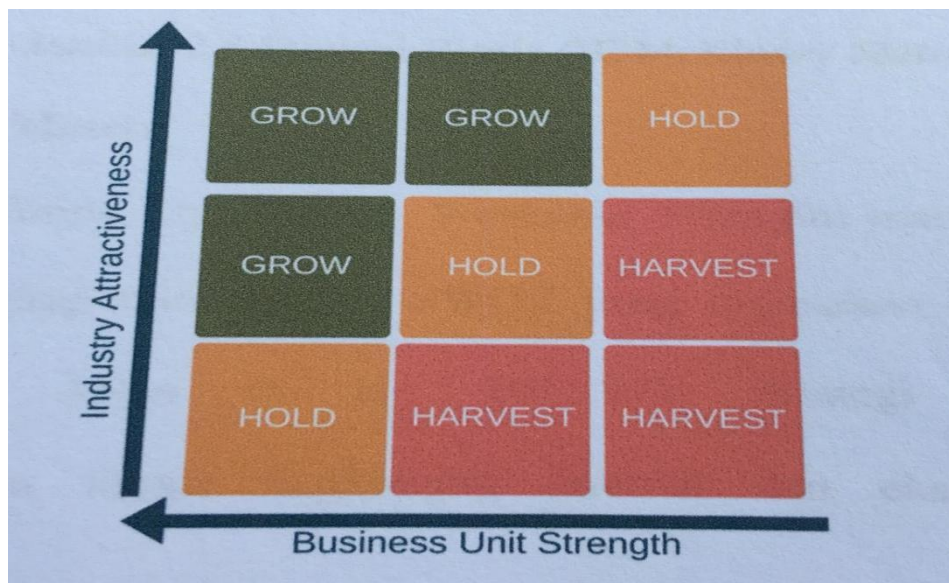 GROW GROW HOLD
Industry Attractiveness
GROW HOLD HARVEST
HOLD HARVEST HARVEST
Business Unit Strength